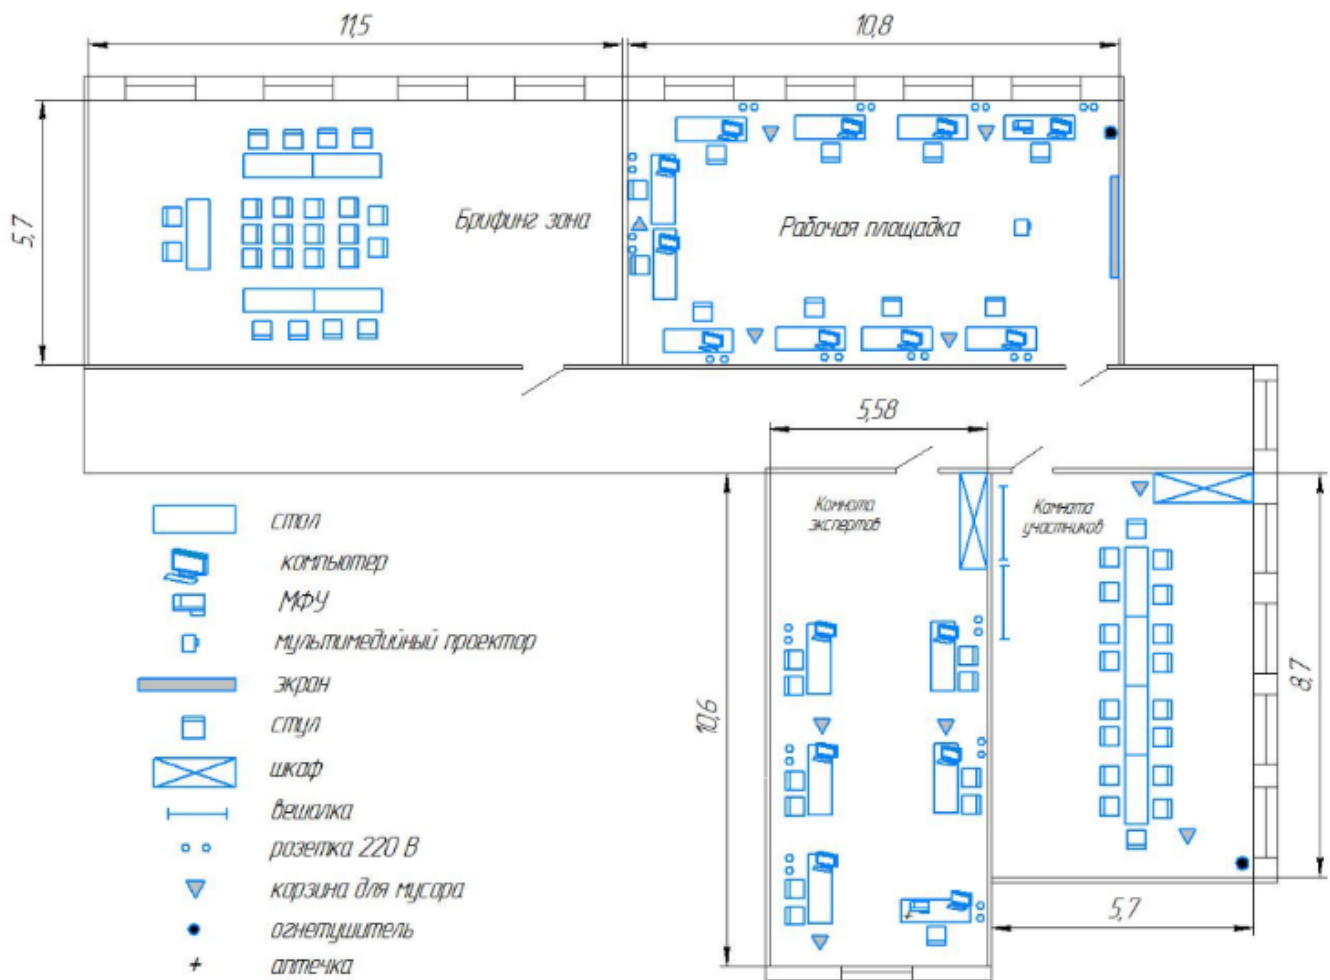 11,5
10,8
5,7
Брифинг зона
Рабочая площадка
5,58
Комната
экспертов
Комната
участников
10,6
8,7
5,7
стол
компьютер
МФУ
мультимедийный проектор
экран
стул
шкаф
вешалка
розетка 220 В
корзина для мусора
огнетушитель
аптечка